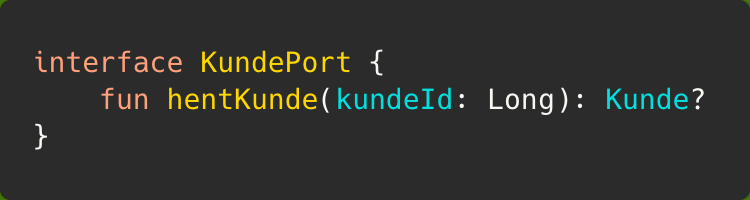 interface KundePort {
    fun hentKunde(kundeId: Long): Kunde?
}